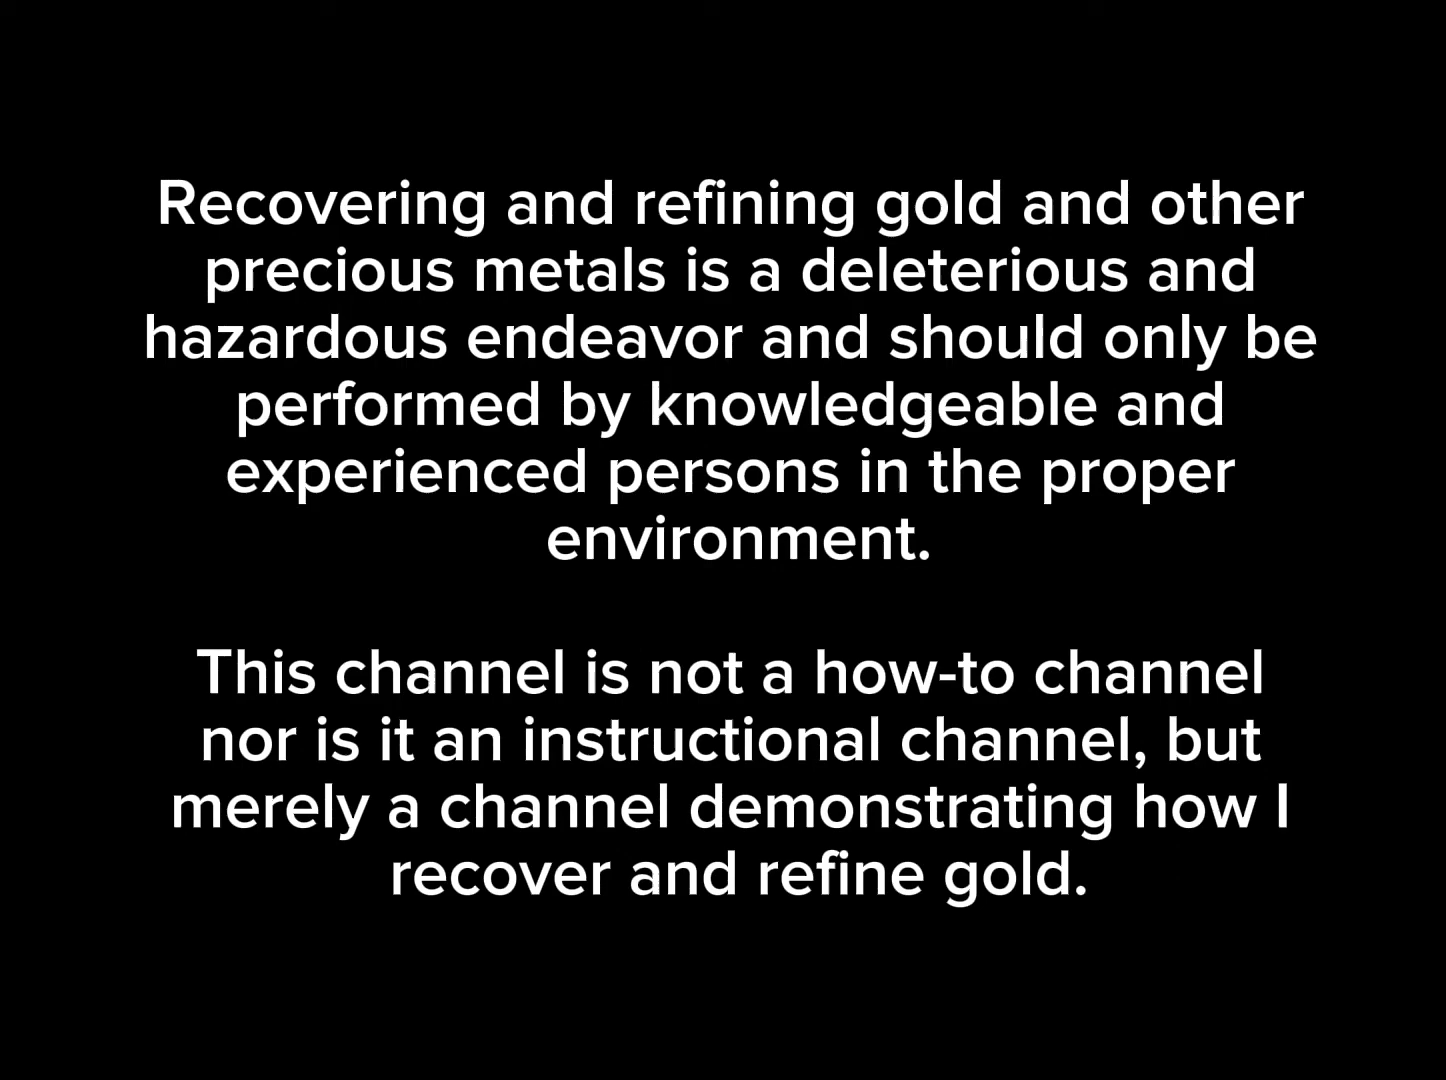 Recovering and refining gold and other
precious metals is a deleterious and
hazardous endeavor and should only be
performed by knowledgeable and
experienced persons in the proper
environment.
This channel is not a how-to channel
nor is it an instructional channel, but
merely a channel demonstrating how I
recover and refine gold.